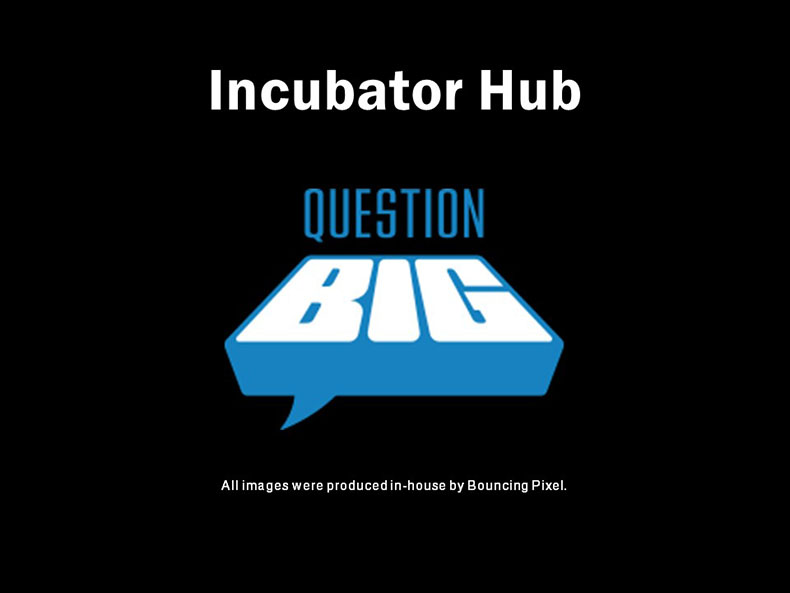 Incubator Hub
QUESTION
BIG
All images were produced in-house by Bouncing Pixel.